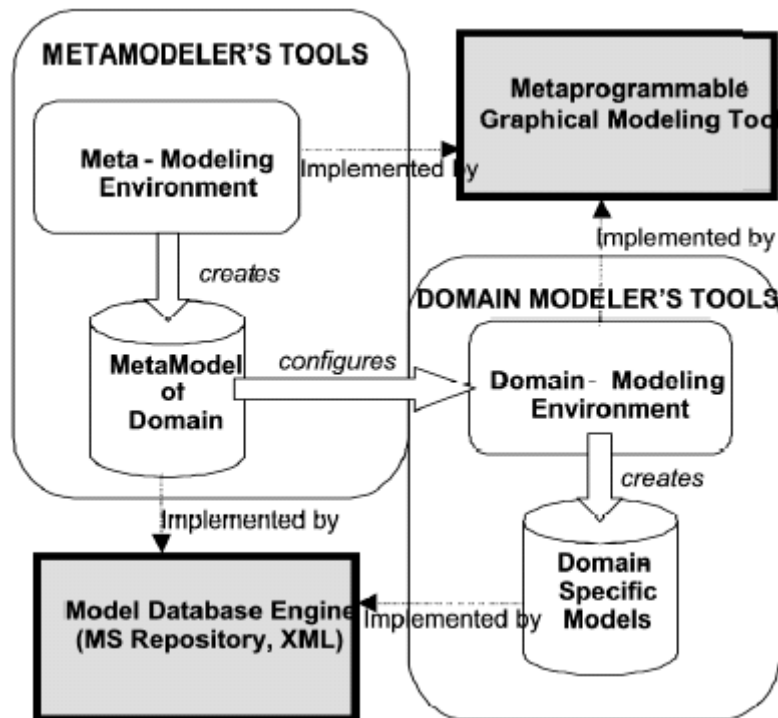 METAMODELER'S TOOLS
Meta - Modeling
Environment
creates
MetaModel
of
Domain
configures
Implemented by
Metaprogrammable
Graphical Modeling Tool
Implemented by
DOMAIN MODELER'S TOOLS
Domain - Modeling
Environment
creates
Domain
Specific
Models
Implemented by
Implemented by
Model Database Engine
(MS Repository, XML)